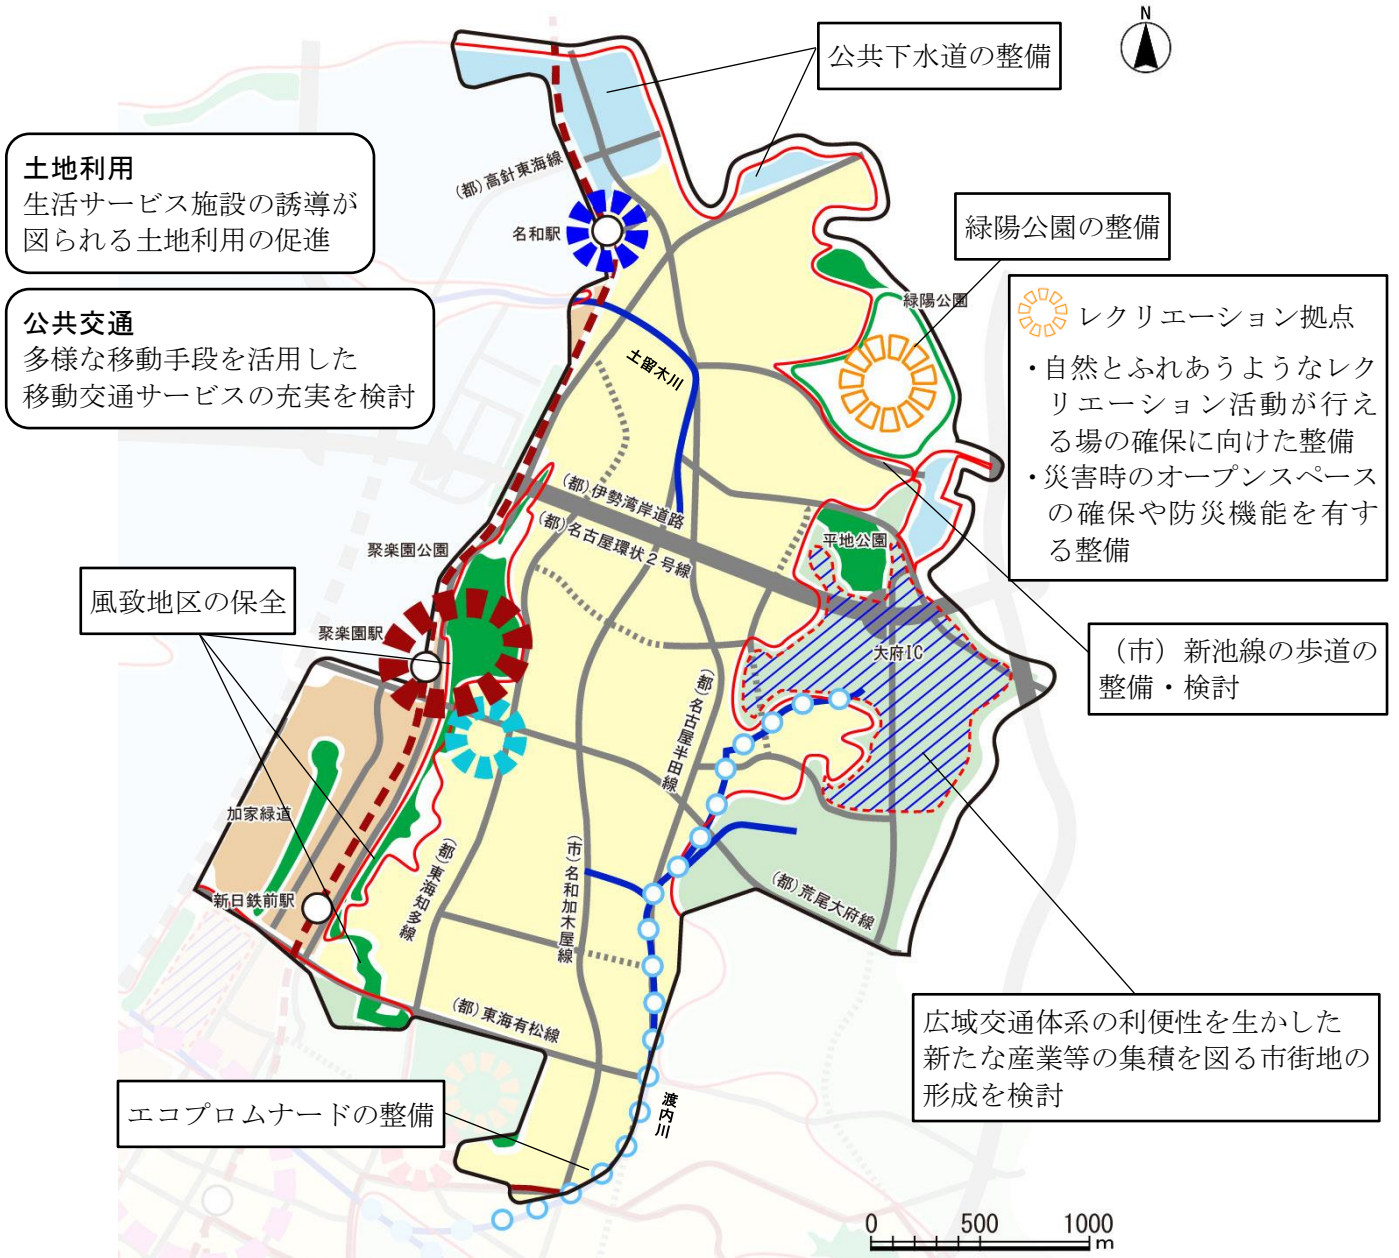 N
公共下水道の整備
土地利用
生活サービス施設の誘導が
図られる土地利用の促進
公共交通
多様な移動手段を活用した
移動交通サービスの充実を検討
(都)高針東海線
名和駅
緑陽公園の整備
緑陽公園
レクリエーション拠点
・自然とふれあうようなレク
リエーション活動が行え
る場の確保に向けた整備
・災害時のオープンスペース
の確保や防災機能を有す
る整備
土留木川
(都)伊勢湾岸道路
(都)名古屋環状2号線
平地公園
聚楽園公園
風致地区の保全
聚楽園駅
大府IC
(市)新池線の歩道の
整備・検討
(都)名古屋半田線
加家緑道
新日鉄前駅
(都)東海知多線
(市)名和加木屋線
(都)荒尾大府線
(都)東海有松線
広域交通体系の利便性を生かした
新たな産業等の集積を図る市街地の
形成を検討
エコプロムナードの整備
渡内川
0 500 1000
m